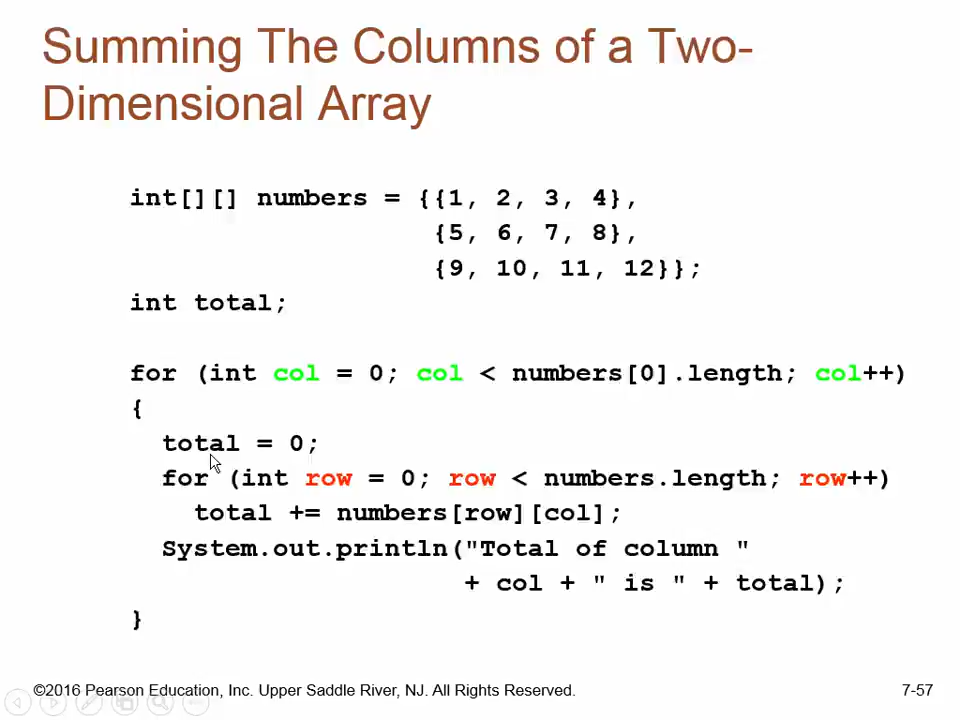 Summing The Columns of a Two-
Dimensional Array
int[][] numbers = {{1, 2, 3, 4},
{5, 6, 7, 8},
{9, 10, 11, 12}};
int total;
for (int col = 0; col < numbers[0].length; col++)
{
total = 0;
for (int row = 0; row < numbers.length; row++)
total += numbers[row][col];
System.out.println("Total of column "
+ col + " is " + total);
}
©2016 Pearson Education, Inc. Upper Saddle River, NJ. All Rights Reserved.
7-57